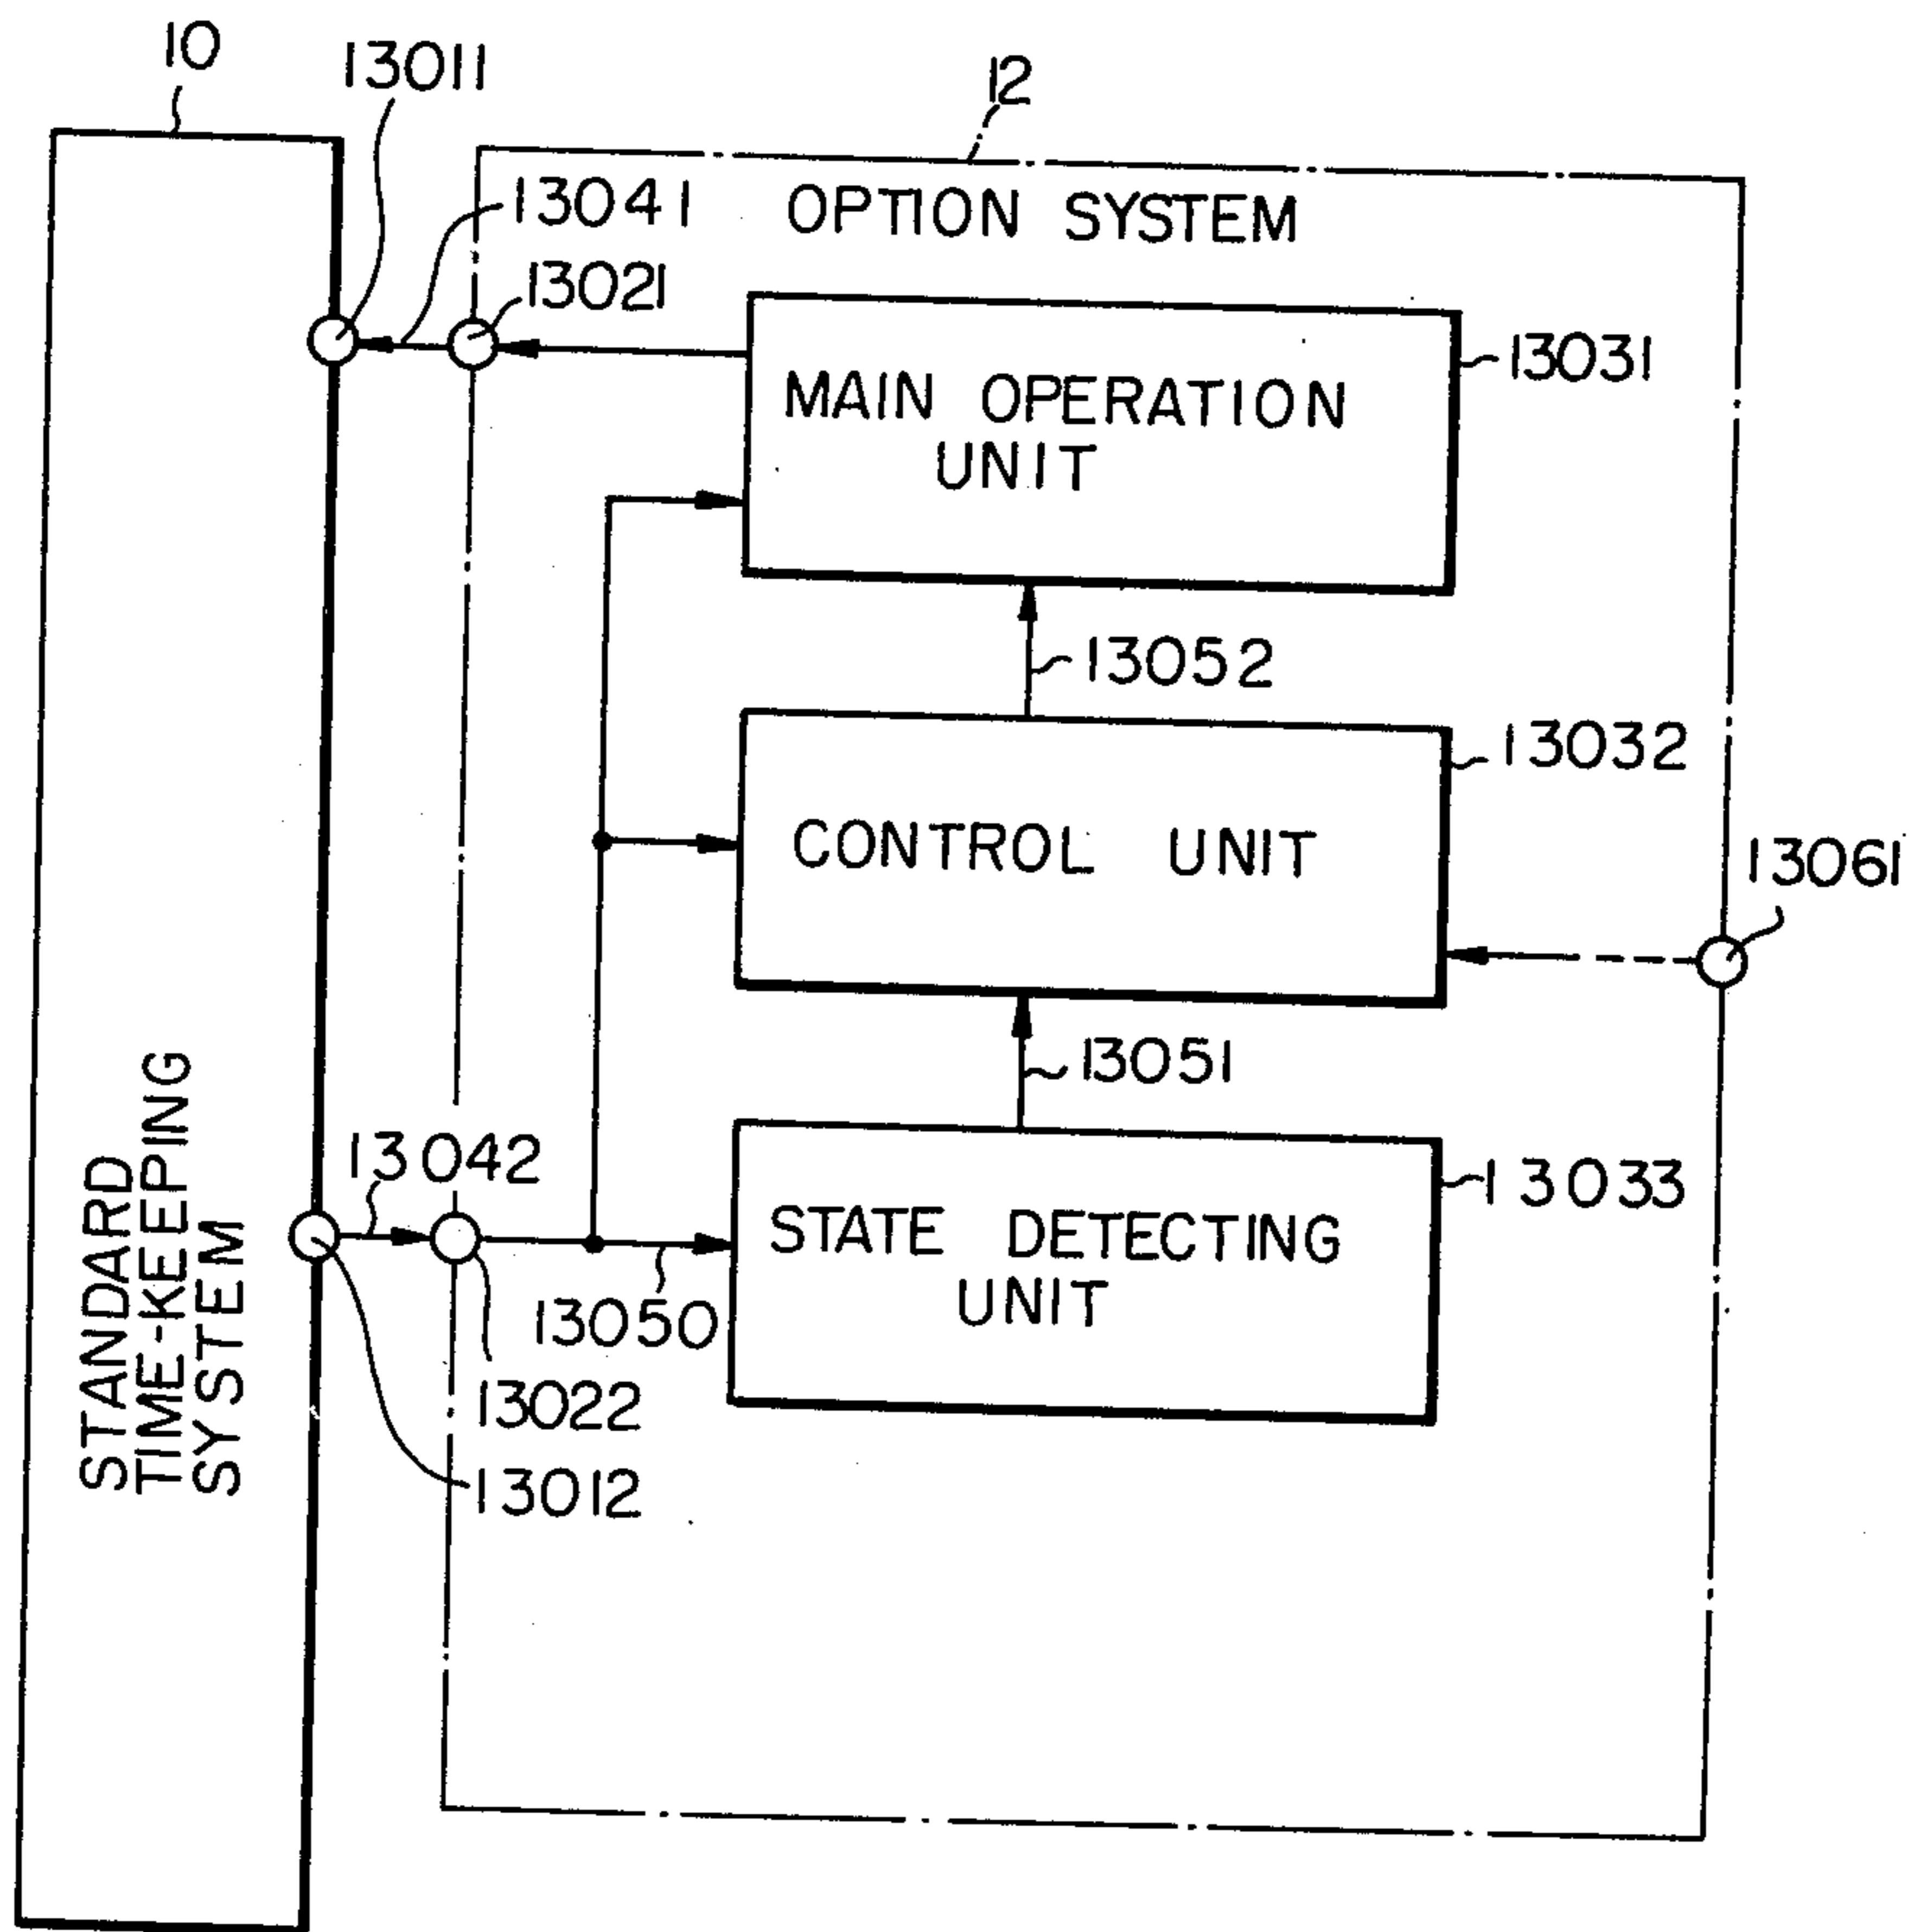 10
13011
12
13041
OPTION SYSTEM
13021
MAIN OPERATION
UNIT
13031
13052
13032
CONTROL UNIT
13061
13051
STANDARD
TIME-KEEPING
SYSTEM
13042
13033
STATE DETECTING
UNIT
13050
13022
13012